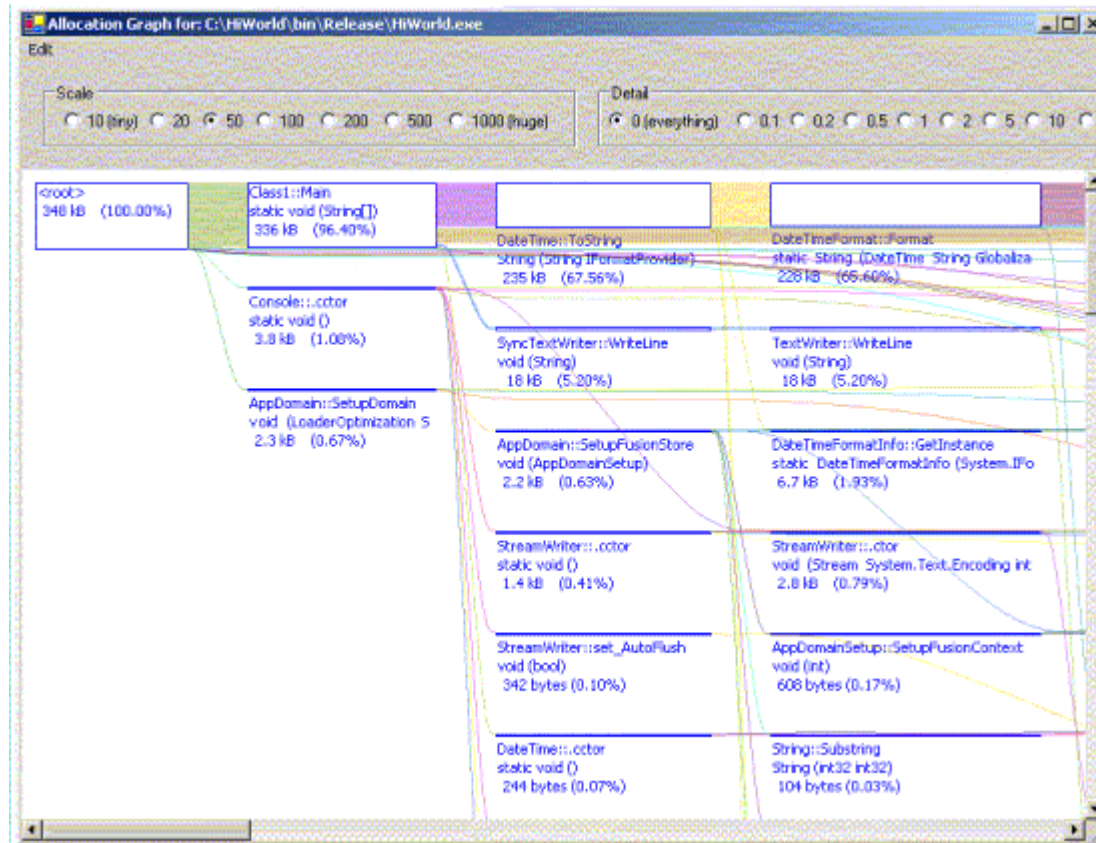 Allocation Graph for: C:\HiWorld\bin\Release\HiWorld.exe
Edit
Scale
10 (tiny) 20 50 100 200 500 1000 (huge)
Detail
0 (everything) 0.1 0.2 0.5 1 2 5 10
<root>
348 kB (100.00%)
Class1::Main
static void (String[])
336 kB (96.40%)
Console::.cctor
static void ()
3.8 kB (1.08%)
AppDomain::SetupDomain
void (LoaderOptimization S
2.3 kB (0.67%)
DateTime::ToString
String (String IFormatProvider)
235 kB (67.56%)
SyncTextWriter::WriteLine
void (String)
18 kB (5.20%)
AppDomain::SetupFusionStore
void (AppDomainSetup)
2.2 kB (0.63%)
StreamWriter::.cctor
static void ()
1.4 kB (0.41%)
StreamWriter::set_AutoFlush
void (bool)
342 bytes (0.10%)
DateTime::.cctor
static void ()
244 bytes (0.07%)
DateTimeFormat::Format
static String (DateTime String Globaliza
228 kB (65.60%)
TextWriter::WriteLine
void (String)
18 kB (5.20%)
DateTimeFormatInfo::GetInstance
static DateTimeFormatInfo (System.IFo
6.7 kB (1.93%)
StreamWriter::.ctor
void (Stream System.Text.Encoding int
2.8 kB (0.79%)
AppDomainSetup::SetupFusionContext
void (int)
608 bytes (0.17%)
String::Substring
String (int32 int32)
104 bytes (0.03%)